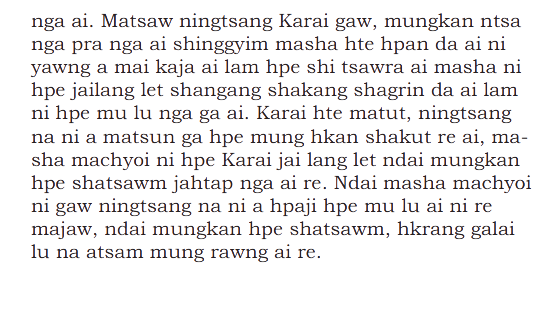 nga ai. Matsaw ningtsang Karai gaw, mungkan ntsa
nga pra nga ai shinggyim masha hte hpan da ai ni
yawng a mai kaja ai lam hpe shi tsawra ai masha ni
hpe jailang let shangang shakang shagrin da ai lam
ni hpe mu lu nga ga ai. Karai hte matut, ningtsang
na ni a matsun ga hpe mung hkan shakut re ai, ma-
sha machyoi ni hpe Karai jai lang let ndai mungkan
hpe shatsawm jahtap nga ai re. Ndai masha machyoi
ni gaw ningtsang na ni a hpaji hpe mu lu ai ni re
majaw, ndai mungkan hpe shatsawm, hkrang galai
lu na atsam mung rawng ai re.